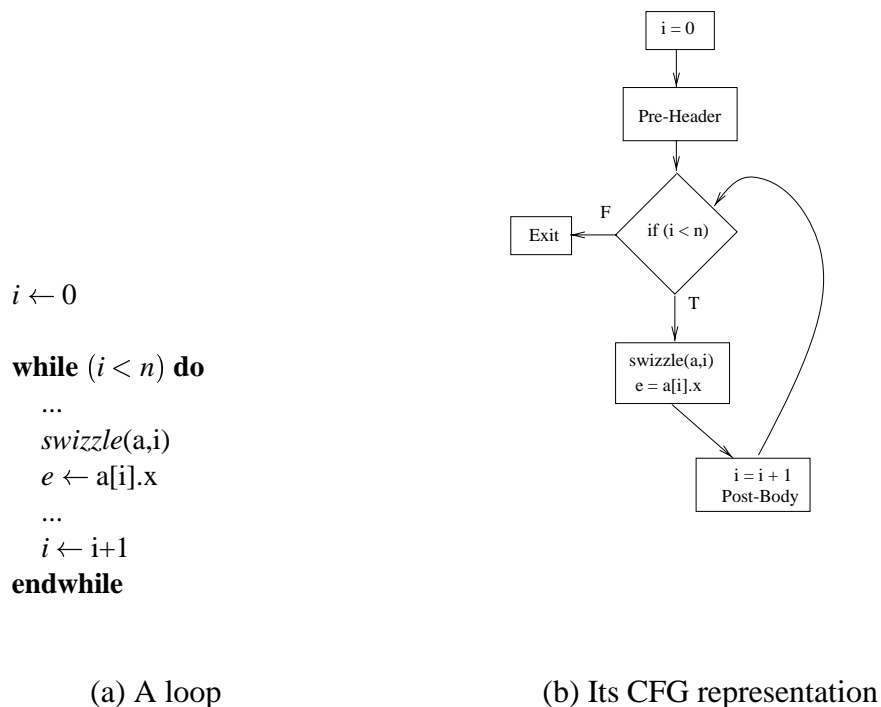 i ← 0
while (i < n) do
...
swizzle(a,i)
e ← a[i].x
...
i ← i+1
endwhile
(a) A loop
i = 0
Pre-Header
if (i < n)
F
Exit
T
swizzle(a,i)
e = a[i].x
i = i + 1
Post-Body
(b) Its CFG representation